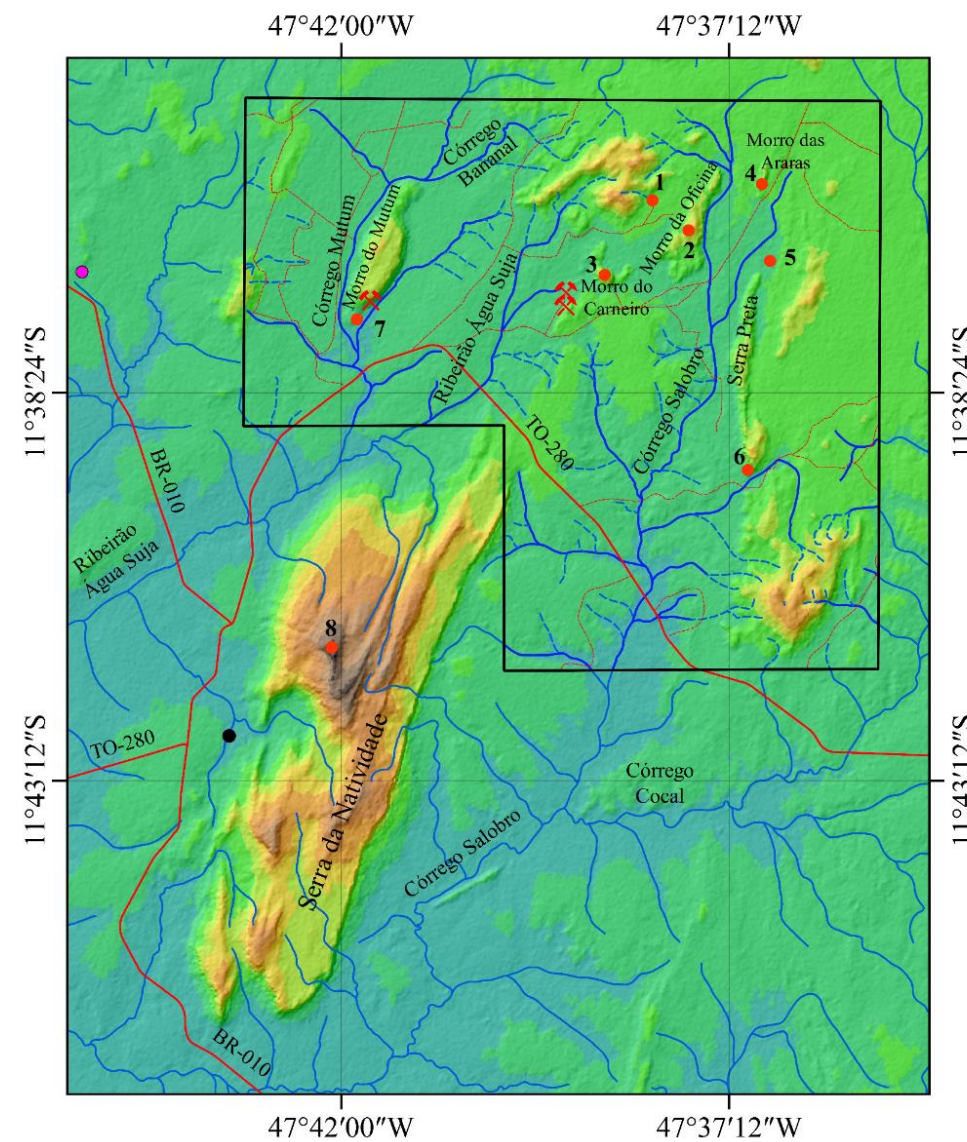 47°42′00″W
47°37′12″W
Córrego
Bananal
Morro das
Araras
4
1
Morro da Oficina
2
5
Córrego Mutum
Morro do Mutum
3
Morro do
Carneiro
7
Ribeirão Água Suja
Serra Preta
11°38′24″S
11°38′24″S
TO-280
Córrego Salobro
6
BR-010
Ribeirão
Água Suja
8
TO-280
Serra da Natividade
11°43′12″S
11°43′12″S
Córrego
Cocal
Córrego Salobro
BR-010
47°42′00″W
47°37′12″W